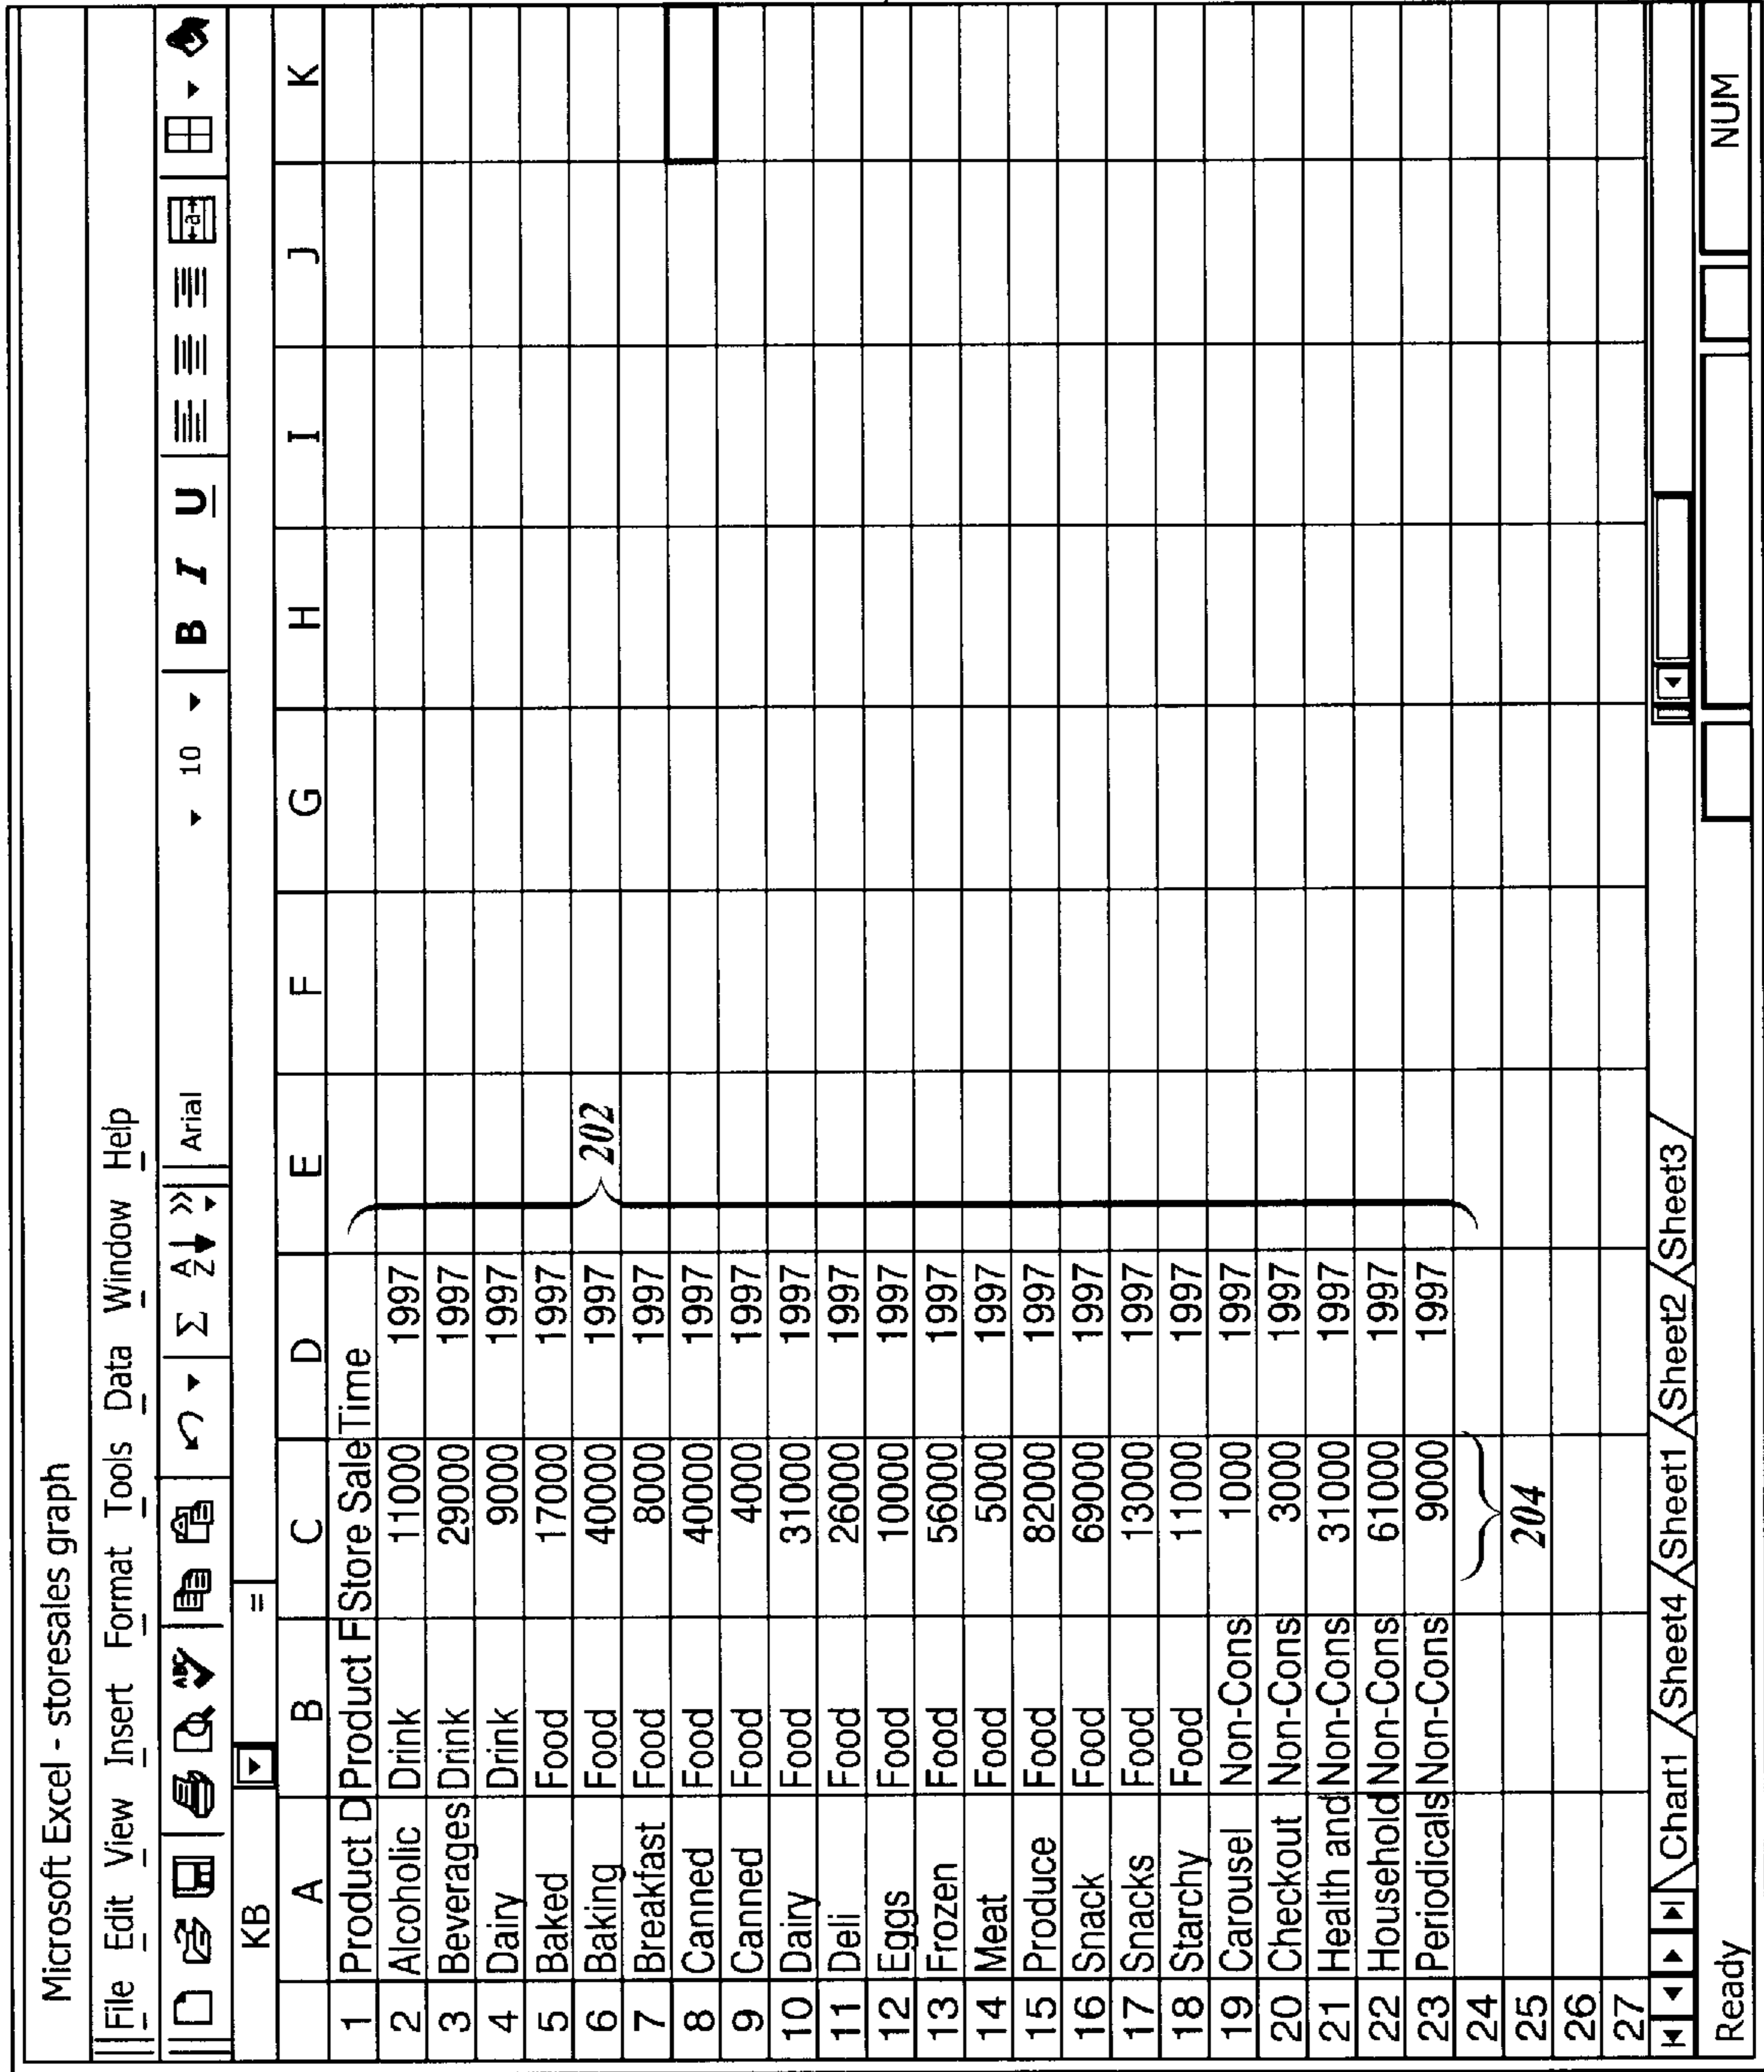 Microsoft Excel - storesales graph
File Edit View Insert Format Tools Data Window Help
ABC Σ A Z » Arial 10 B I U a
KB =
A B C D E F G H I J K
1 Product D Product F Store Sale Time
2 Alcoholic Drink 11000 1997
3 Beverages Drink 29000 1997
4 Dairy Drink 9000 1997
5 Baked Food 17000 1997
6 Baking Food 40000 1997 202
7 Breakfast Food 8000 1997
8 Canned Food 40000 1997
9 Canned Food 4000 1997
10 Dairy Food 31000 1997
11 Deli Food 26000 1997
12 Eggs Food 10000 1997
13 Frozen Food 56000 1997
14 Meat Food 5000 1997
15 Produce Food 82000 1997
16 Snack Food 69000 1997
17 Snacks Food 13000 1997
18 Starchy Food 11000 1997
19 Carousel Non-Cons 1000 1997
20 Checkout Non-Cons 3000 1997
21 Health and Non-Cons 31000 1997
22 Household Non-Cons 61000 1997
23 Periodicals Non-Cons 9000 1997
24
25 204
26
27
Chart1 Sheet4 Sheet1 Sheet2 Sheet3
Ready NUM